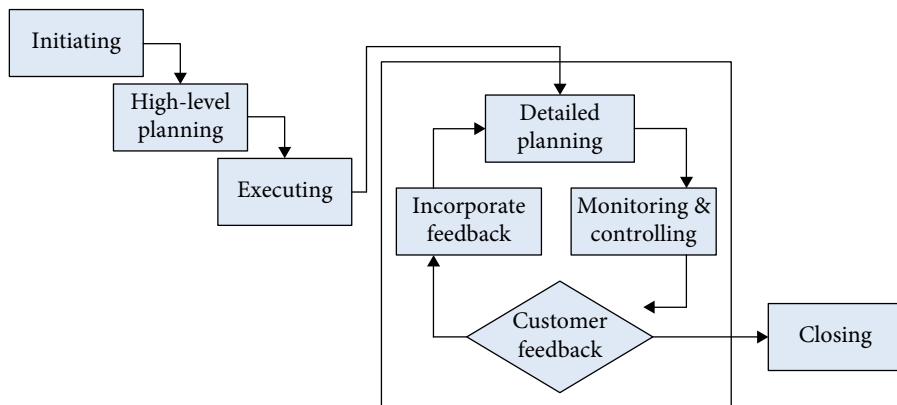 Initiating
High-level
planning
Executing
Detailed
planning
Incorporate
feedback
Monitoring &
controlling
Customer
feedback
Closing